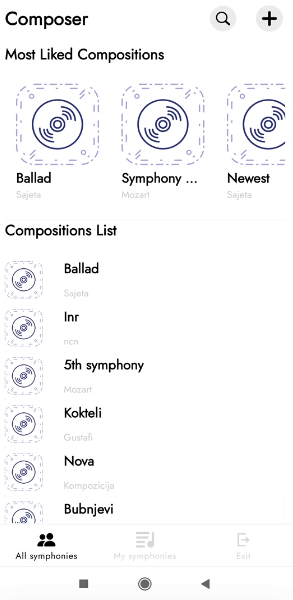 Composer
Most Liked Compositions
Ballad
Sajeta
Symphony ...
Mozart
Newest
Sajeta
Compositions List
Ballad
Sajeta
Inr
ncn
5th symphony
Mozart
Kokteli
Gustafi
Nova
Kompozicija
Bubnjevi
All symphonies
My symphonies
Exit